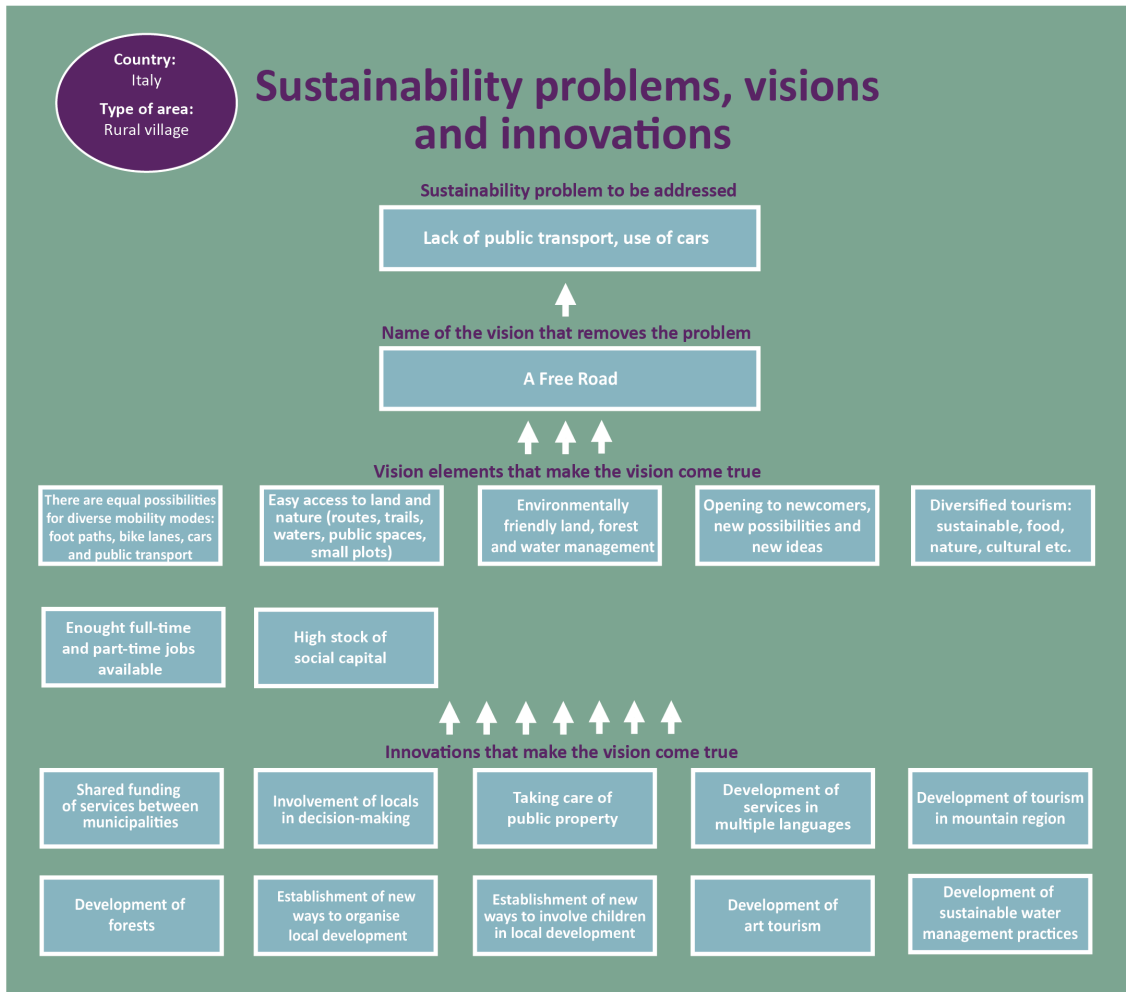 Country:
Italy
Type of area:
Rural village
Sustainability problems, visions
and innovations
Sustainability problem to be addressed
Lack of public transport, use of cars
Name of the vision that removes the problem
A Free Road
Vision elements that make the vision come true
There are equal possibilities
for diverse mobility modes:
foot paths, bike lanes, cars
and public transport
Easy access to land and
nature (routes, trails,
waters, public spaces,
small plots)
Environmentally
friendly land, forest
and water management
Opening to newcomers,
new possibilities and
new ideas
Diversified tourism:
sustainable, food,
nature, cultural etc.
Enought full-time
and part-time jobs
available
High stock of
social capital
Innovations that make the vision come true
Shared funding
of services between
municipalities
Involvement of locals
in decision-making
Taking care of
public property
Development of
services in
multiple languages
Development of tourism
in mountain region
Development of
forests
Establishment of new
ways to organise
local development
Establishment of new
ways to involve children
in local development
Development of
art tourism
Development of
sustainable water
management practices